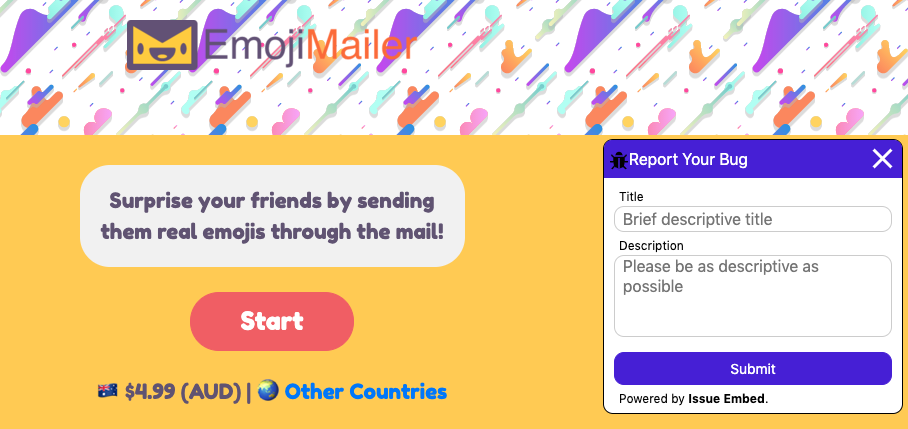 EmojiMailer
Surprise your friends by sending
them real emojis through the mail!
Start
🇦🇺 $4.99 (AUD) | 🌏 Other Countries
Report Your Bug
Title
Brief descriptive title
Description
Please be as descriptive as
possible
Submit
Powered by Issue Embed.